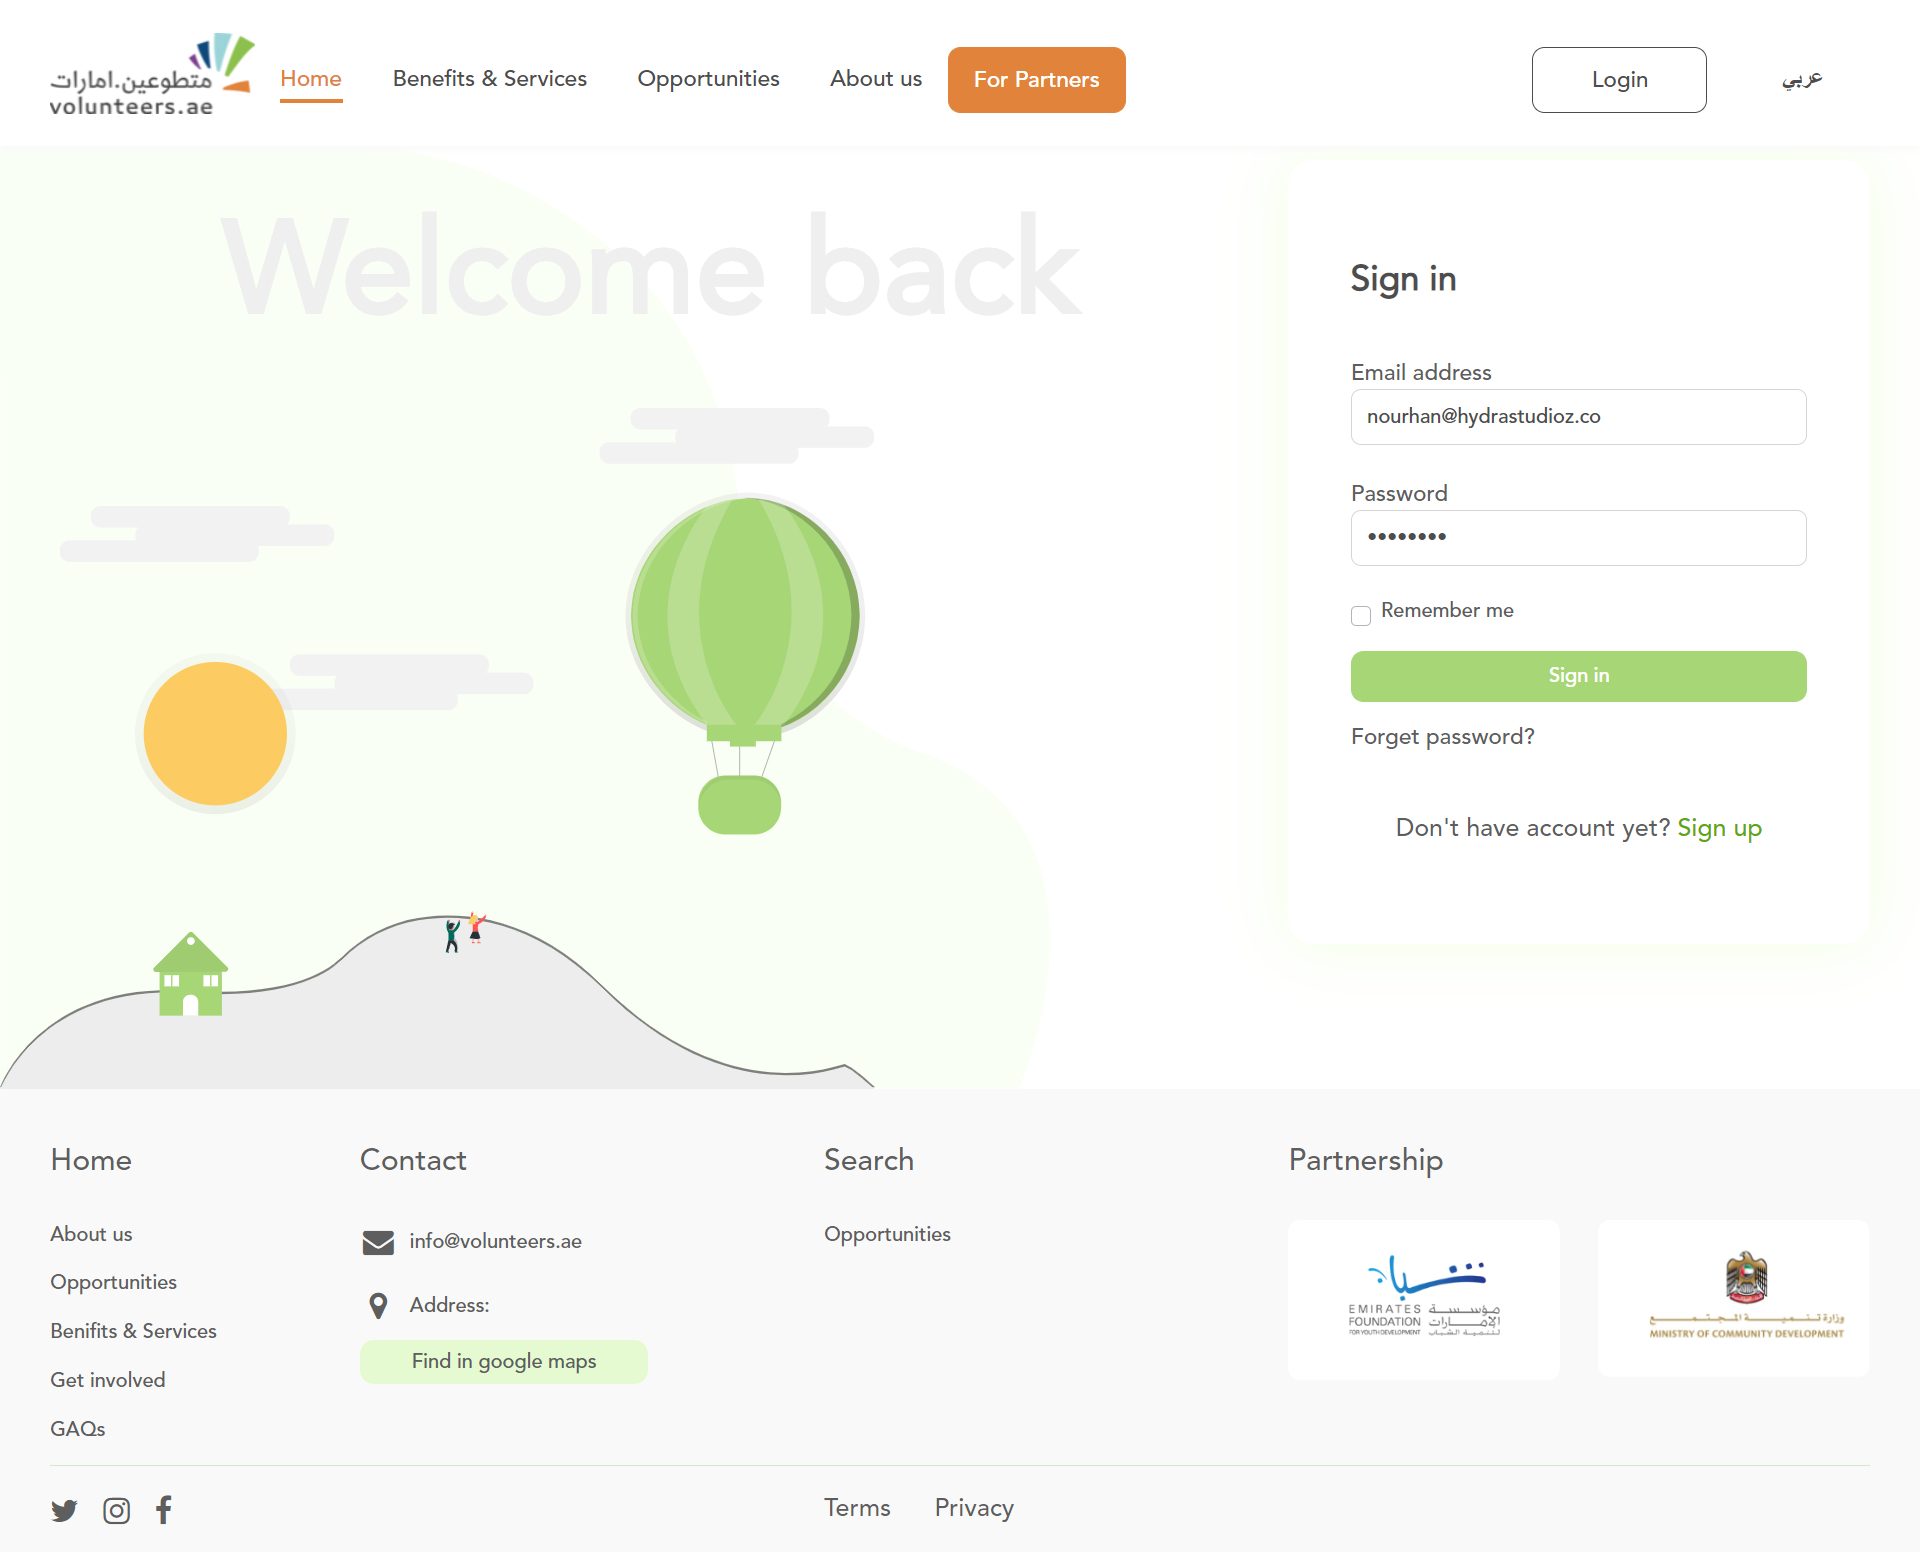 متطوعين.امارات
volunteers.ae
Home
Benefits & Services
Opportunities
About us
For Partners
Login
عربي
Welcome back
Sign in
Email address
nourhan@hydrastudioz.co
Password
••••••••
Remember me
Sign in
Forget password?
Don't have account yet? Sign up
Home
About us
Opportunities
Benifits & Services
Get involved
GAQs
Contact
info@volunteers.ae
Address:
Find in google maps
Search
Opportunities
Partnership
EMIRATES
FOUNDATION
FOR YOUTH DEVELOPMENT
مؤسسة
الإمارات
لتنمية الشباب
وزارة تنمية المجتمع
MINISTRY OF COMMUNITY DEVELOPMENT
Terms
Privacy